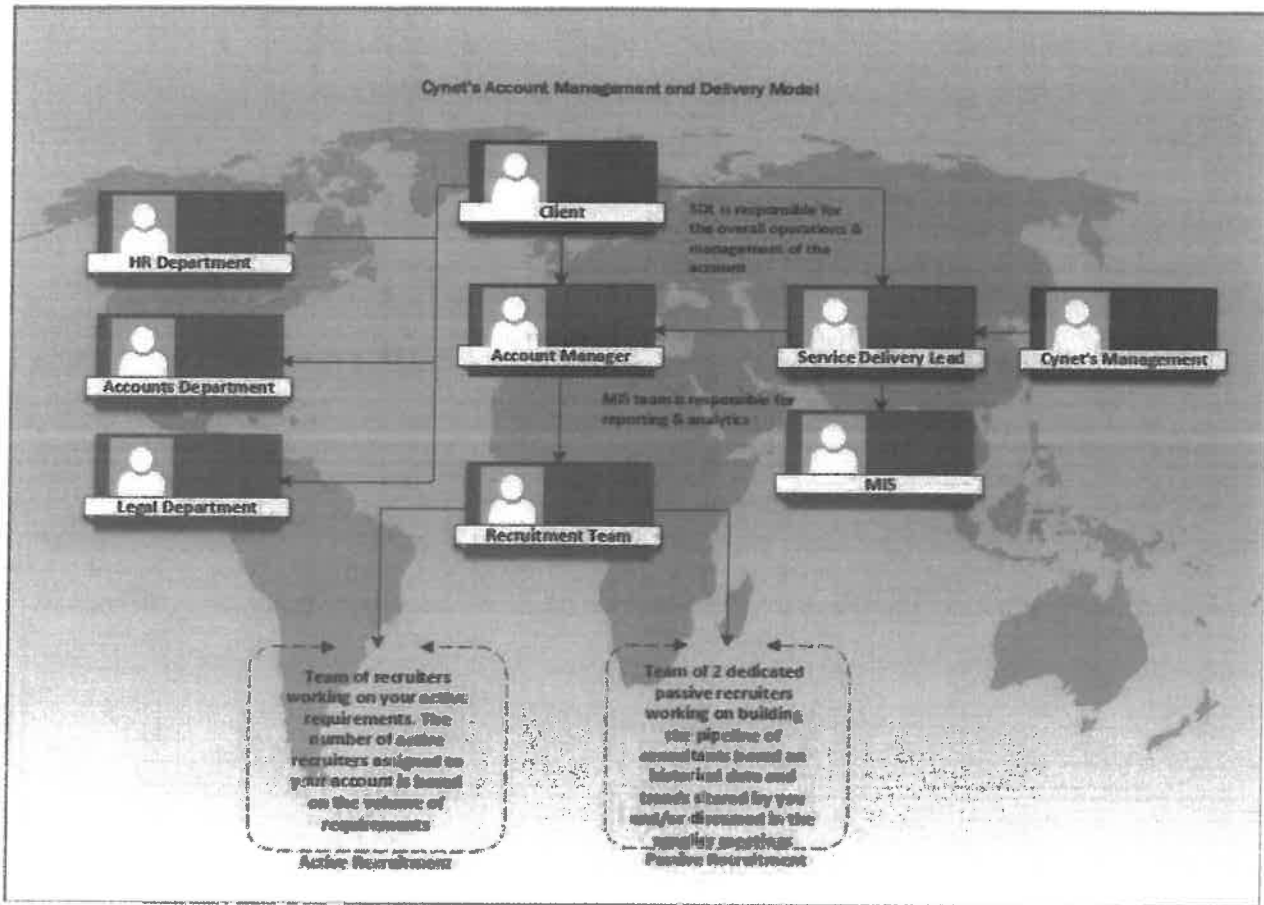 Cynet's Account Management and Delivery Model
Client
SDL is responsible for
the overall operations &
management of the
account
HR Department
Account Manager
Service Delivery Lead
Cynet's Management
Accounts Department
MIS team is responsible for
reporting & analytics
Legal Department
Recruitment Team
MIS
Team of recruiters
working on your active
requirements. The
number of active
recruiters assigned to
your account is based
on the volume of
requirements
Active Recruitment
Team of 2 dedicated
passive recruiters
working on building
the pipeline of
based on
historical data and
trends shared by you
and/or discussed in the
meetings
Passive Recruitment